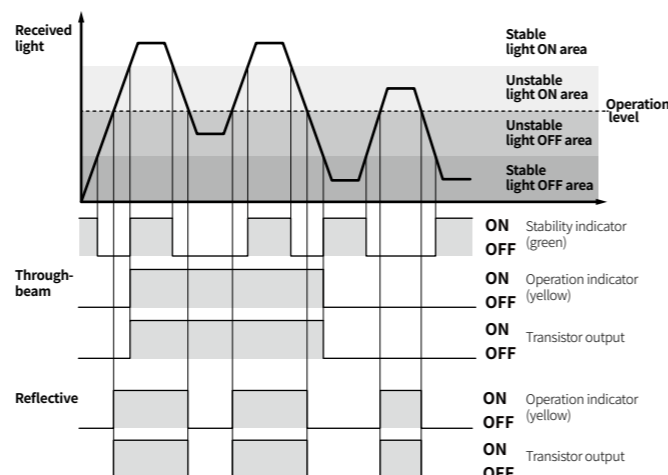 Received
light
Stable
light ON area
Unstable
light ON area
Operation
level
Unstable
light OFF area
Stable
light OFF area
ON
OFF
Stability indicator
(green)
Through-
beam
ON
OFF
Operation indicator
(yellow)
ON
OFF
Transistor output
Reflective
ON
OFF
Operation indicator
(yellow)
ON
OFF
Transistor output